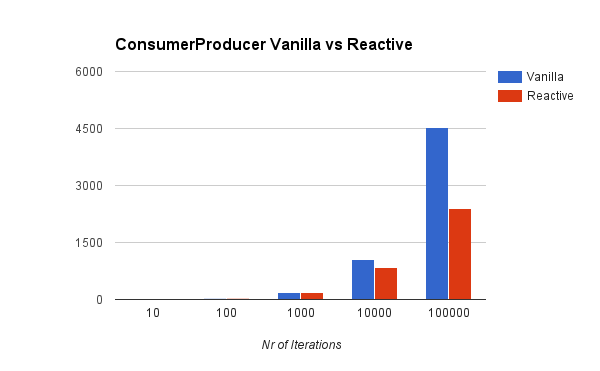 ConsumerProducer Vanilla vs Reactive
6000
4500
3000
1500
0
10 100 1000 10000 100000
Nr of Iterations
Vanilla
Reactive